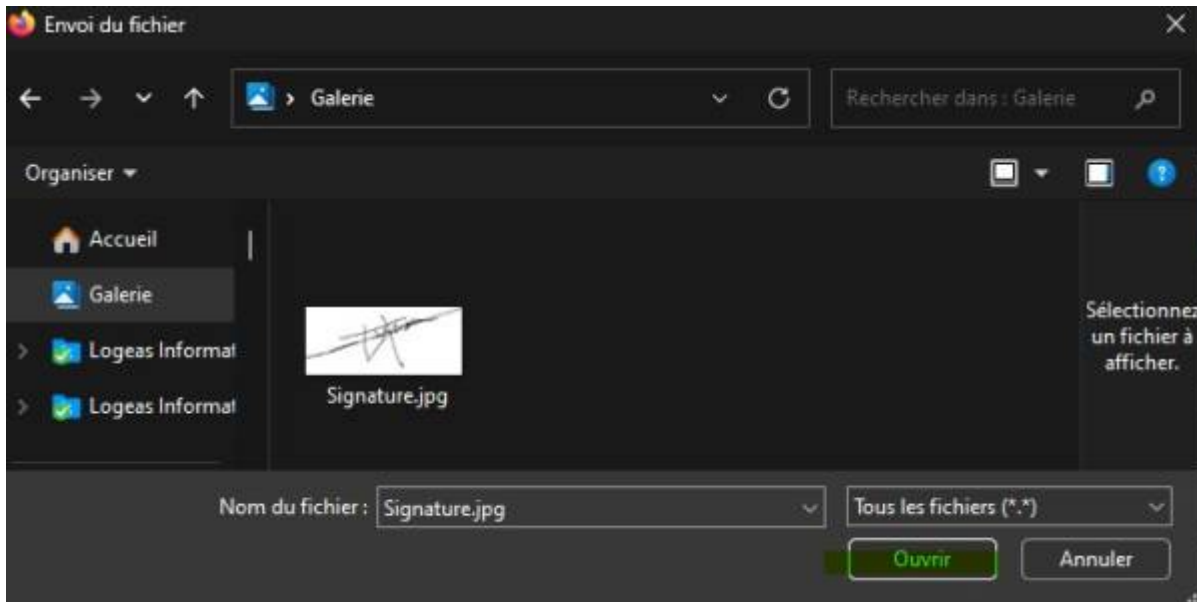 Envoi du fichier
Galerie
Rechercher dans : Galerie
Organiser
?
Accueil
Galerie
Logeas Informat
Logeas Informat
Signature.jpg
Sélectionnez
un fichier à
afficher.
Nom du fichier : Signature.jpg
Tous les fichiers (*.*)
Ouvrir
Annuler